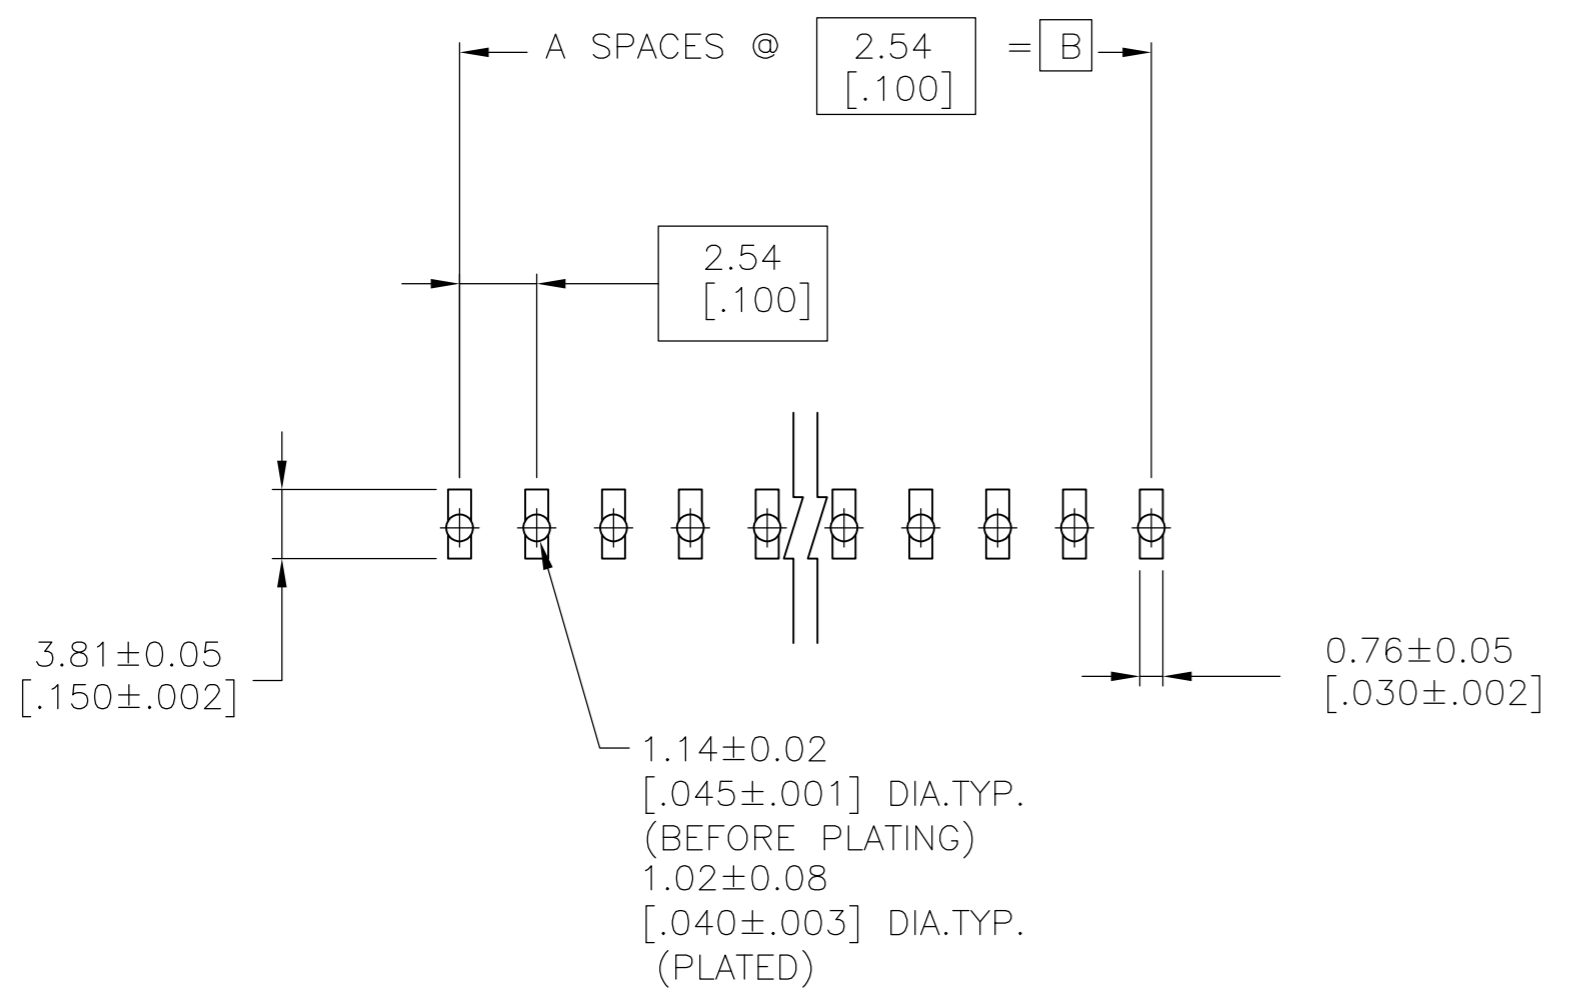 A SPACES @ 2.54 = B
[.100]
2.54
[.100]
3.81±0.05
[.150±.002]
0.76±0.05
[.030±.002]
1.14±0.02
[.045±.001] DIA.TYP.
(BEFORE PLATING)
1.02±0.08
[.040±.003] DIA.TYP.
(PLATED)